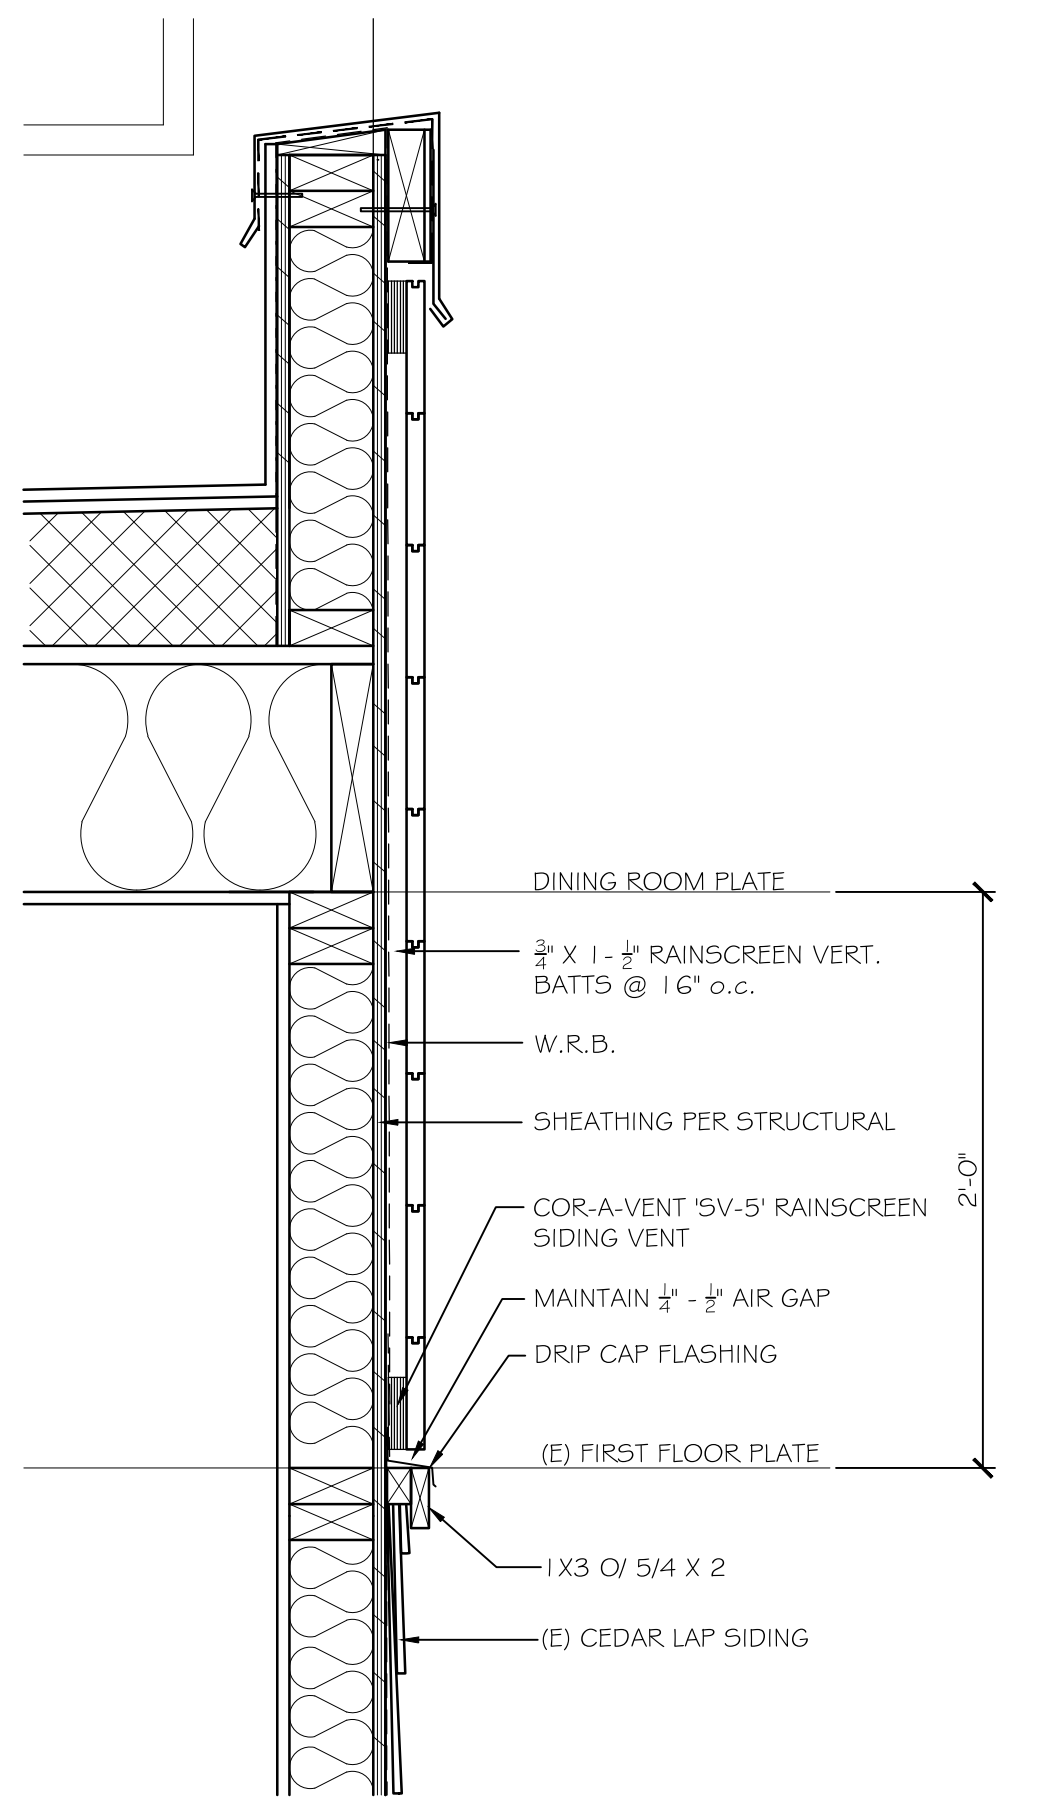 DINING ROOM PLATE
3/4" X 1-1/2" RAINSCREEN VERT.
BATTS @ 16" o.c.
W.R.B.
SHEATHING PER STRUCTURAL
2'-0"
COR-A-VENT 'SV-5' RAINSCREEN
SIDING VENT
MAINTAIN 1/4" - 1/2" AIR GAP
DRIP CAP FLASHING
(E) FIRST FLOOR PLATE
1X3 O/ 5/4 X 2
(E) CEDAR LAP SIDING